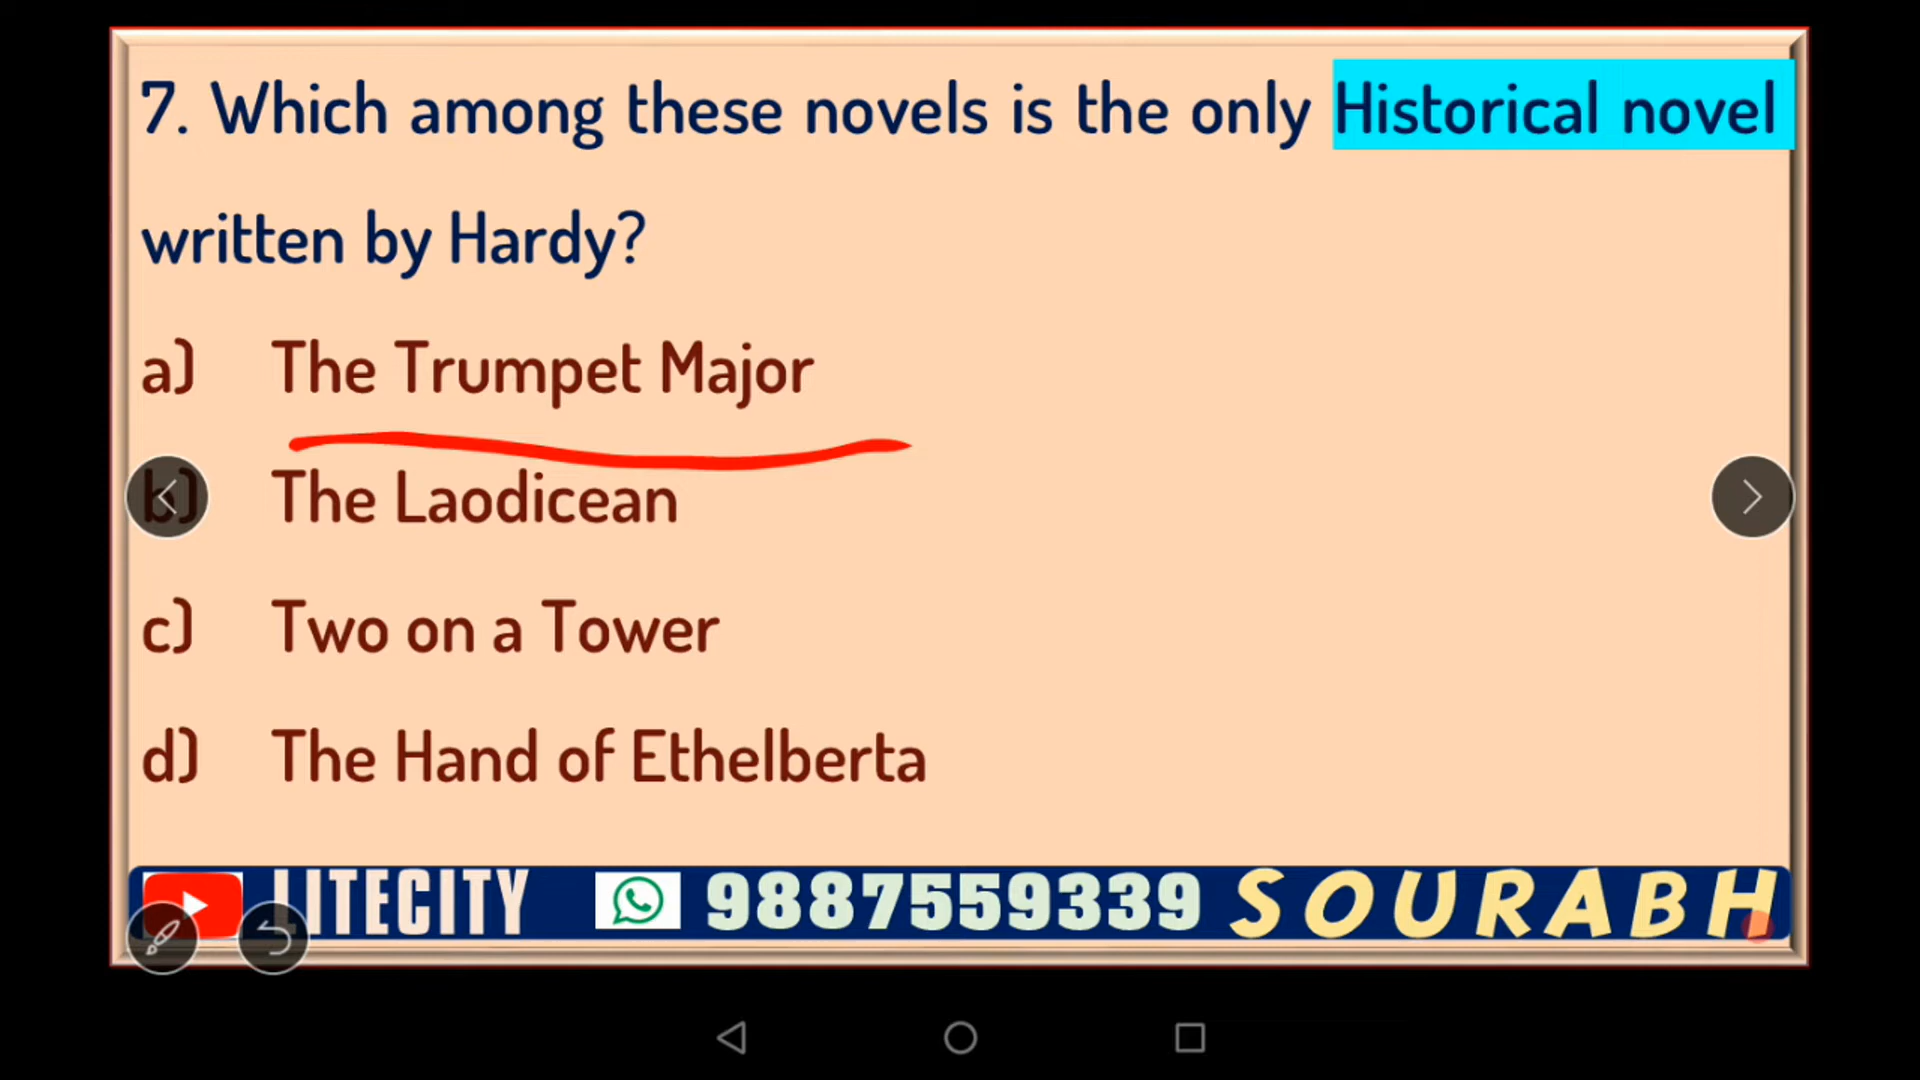 7. Which among these novels is the only Historical novel
written by Hardy?
a) The Trumpet Major
b) The Laodicean
c) Two on a Tower
d) The Hand of Ethelberta
LITECITY 9887559339 SOURABH